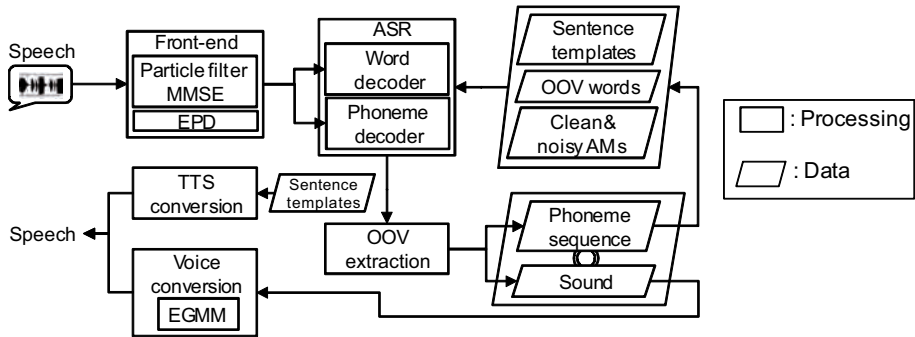 Speech
Front-end
Particle filter
MMSE
EPD
ASR
Word
decoder
Phoneme
decoder
Sentence
templates
OOV words
Clean&
noisy AMs
: Processing
: Data
TTS
conversion
Sentence
templates
Speech
Voice
conversion
EGMM
OOV
extraction
Phoneme
sequence
Sound